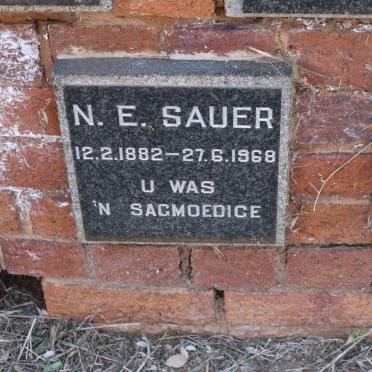 N. E. SAUER
12.2.1882–27.6.1968
U WAS
'N SAGMOEDIGE